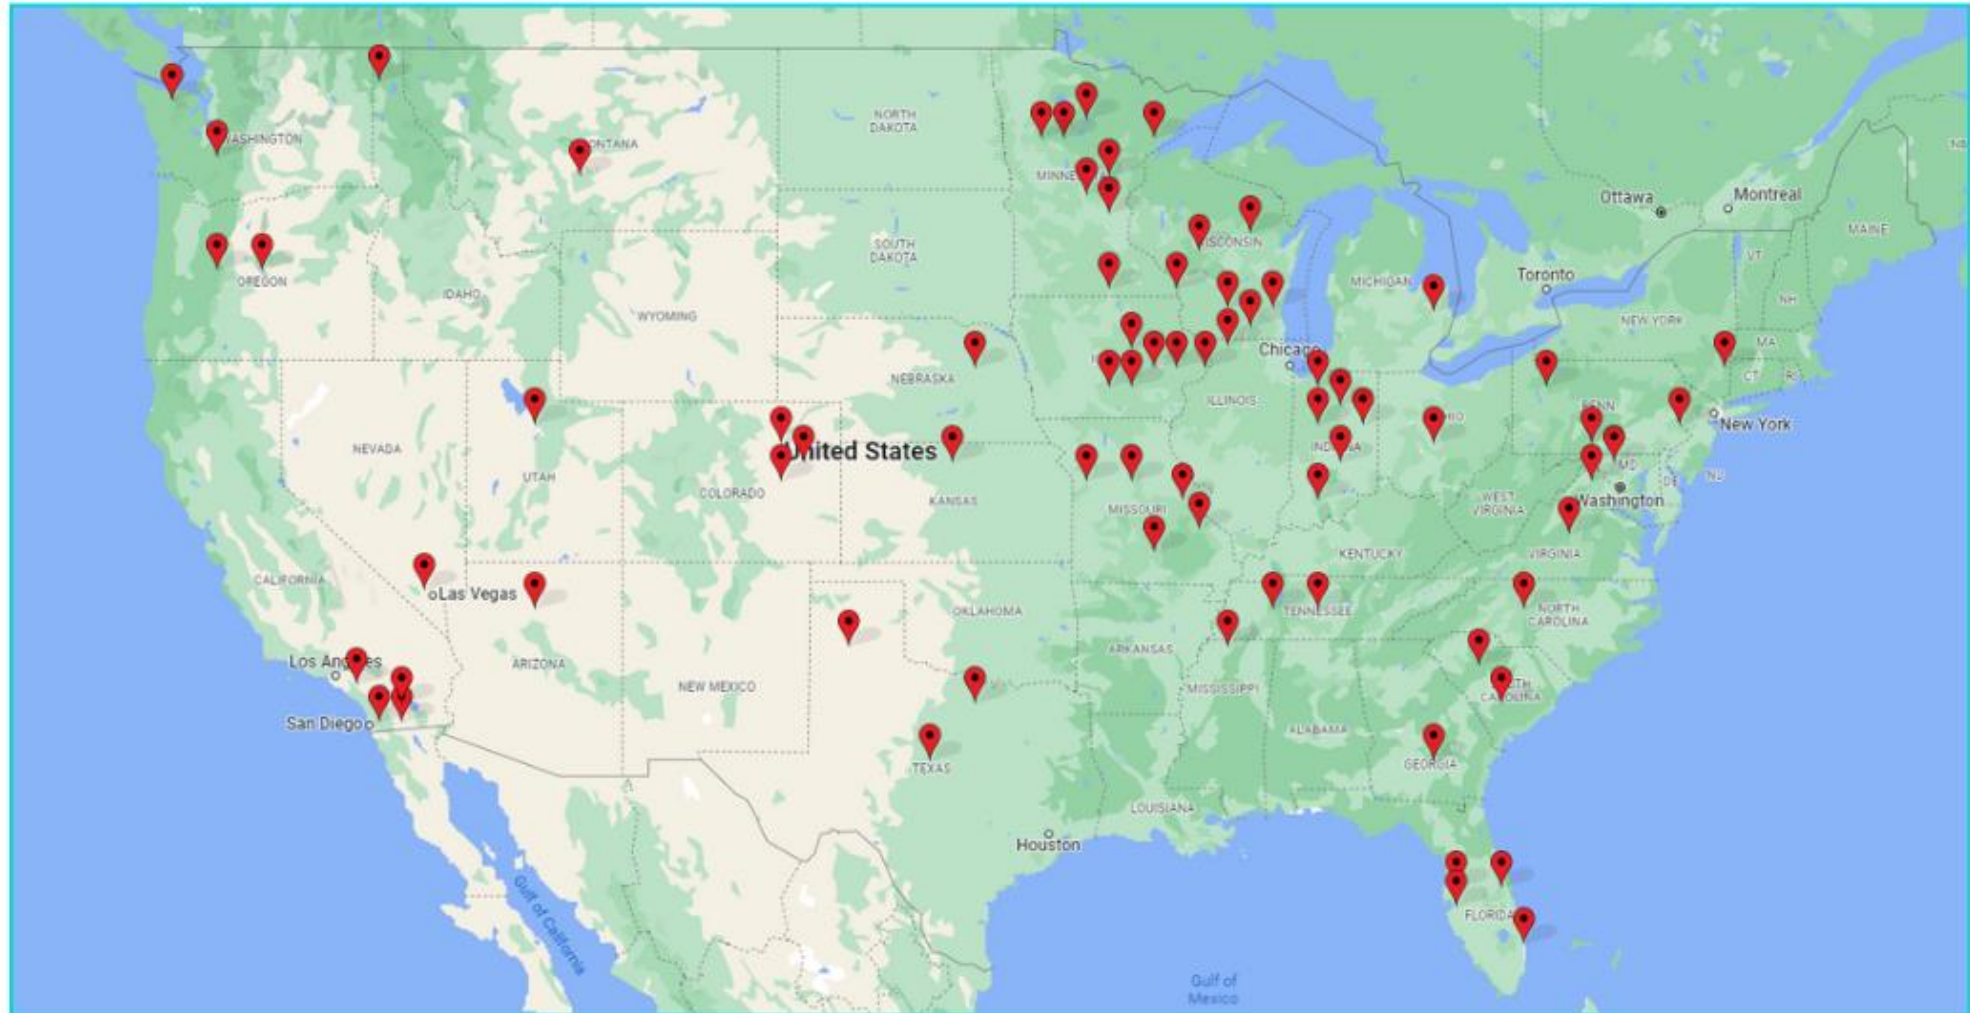 WASHINGTON
MONTANA
NORTH
DAKOTA
MINNE
Ottawa
Montreal
MAINE
WISCONSIN
SOUTH
DAKOTA
VT
Toronto
MICHIGAN
OREGON
IDAHO
NH
WYOMING
NEW YORK
MA
Chicago
NEBRASKA
CT
RI
ILLINOIS
PENN
New York
NEVADA
United States
INDIANA
MD
UTAH
NJ
DE
COLORADO
KANSAS
MISSOURI
WEST
VIRGINIA
Washington
KENTUCKY
VIRGINIA
CALIFORNIA
Las Vegas
OKLAHOMA
TENNESSEE
NORTH
CAROLINA
ARKANSAS
Los Angeles
ARIZONA
NEW MEXICO
MISSISSIPPI
TH
CAROLINA
San Diego
ALABAMA
TEXAS
GEORGIA
LOUISIANA
Houston
FLORIDA
Gulf of California
Gulf of
Mexico